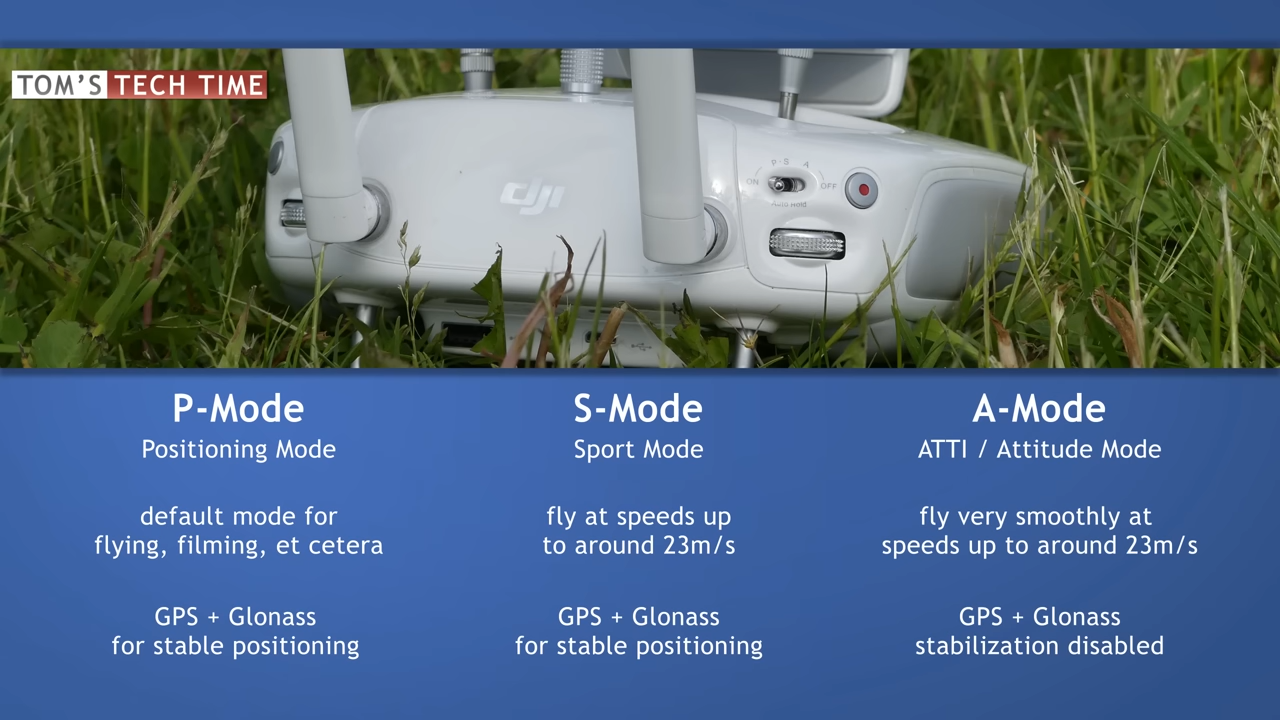 TOM'S TECH TIME
P · S A
ON
OFF
Auto Hold
dji
P-Mode
Positioning Mode
default mode for
flying, filming, et cetera
GPS + Glonass
for stable positioning
S-Mode
Sport Mode
fly at speeds up
to around 23m/s
GPS + Glonass
for stable positioning
A-Mode
ATTI / Attitude Mode
fly very smoothly at
speeds up to around 23m/s
GPS + Glonass
stabilization disabled